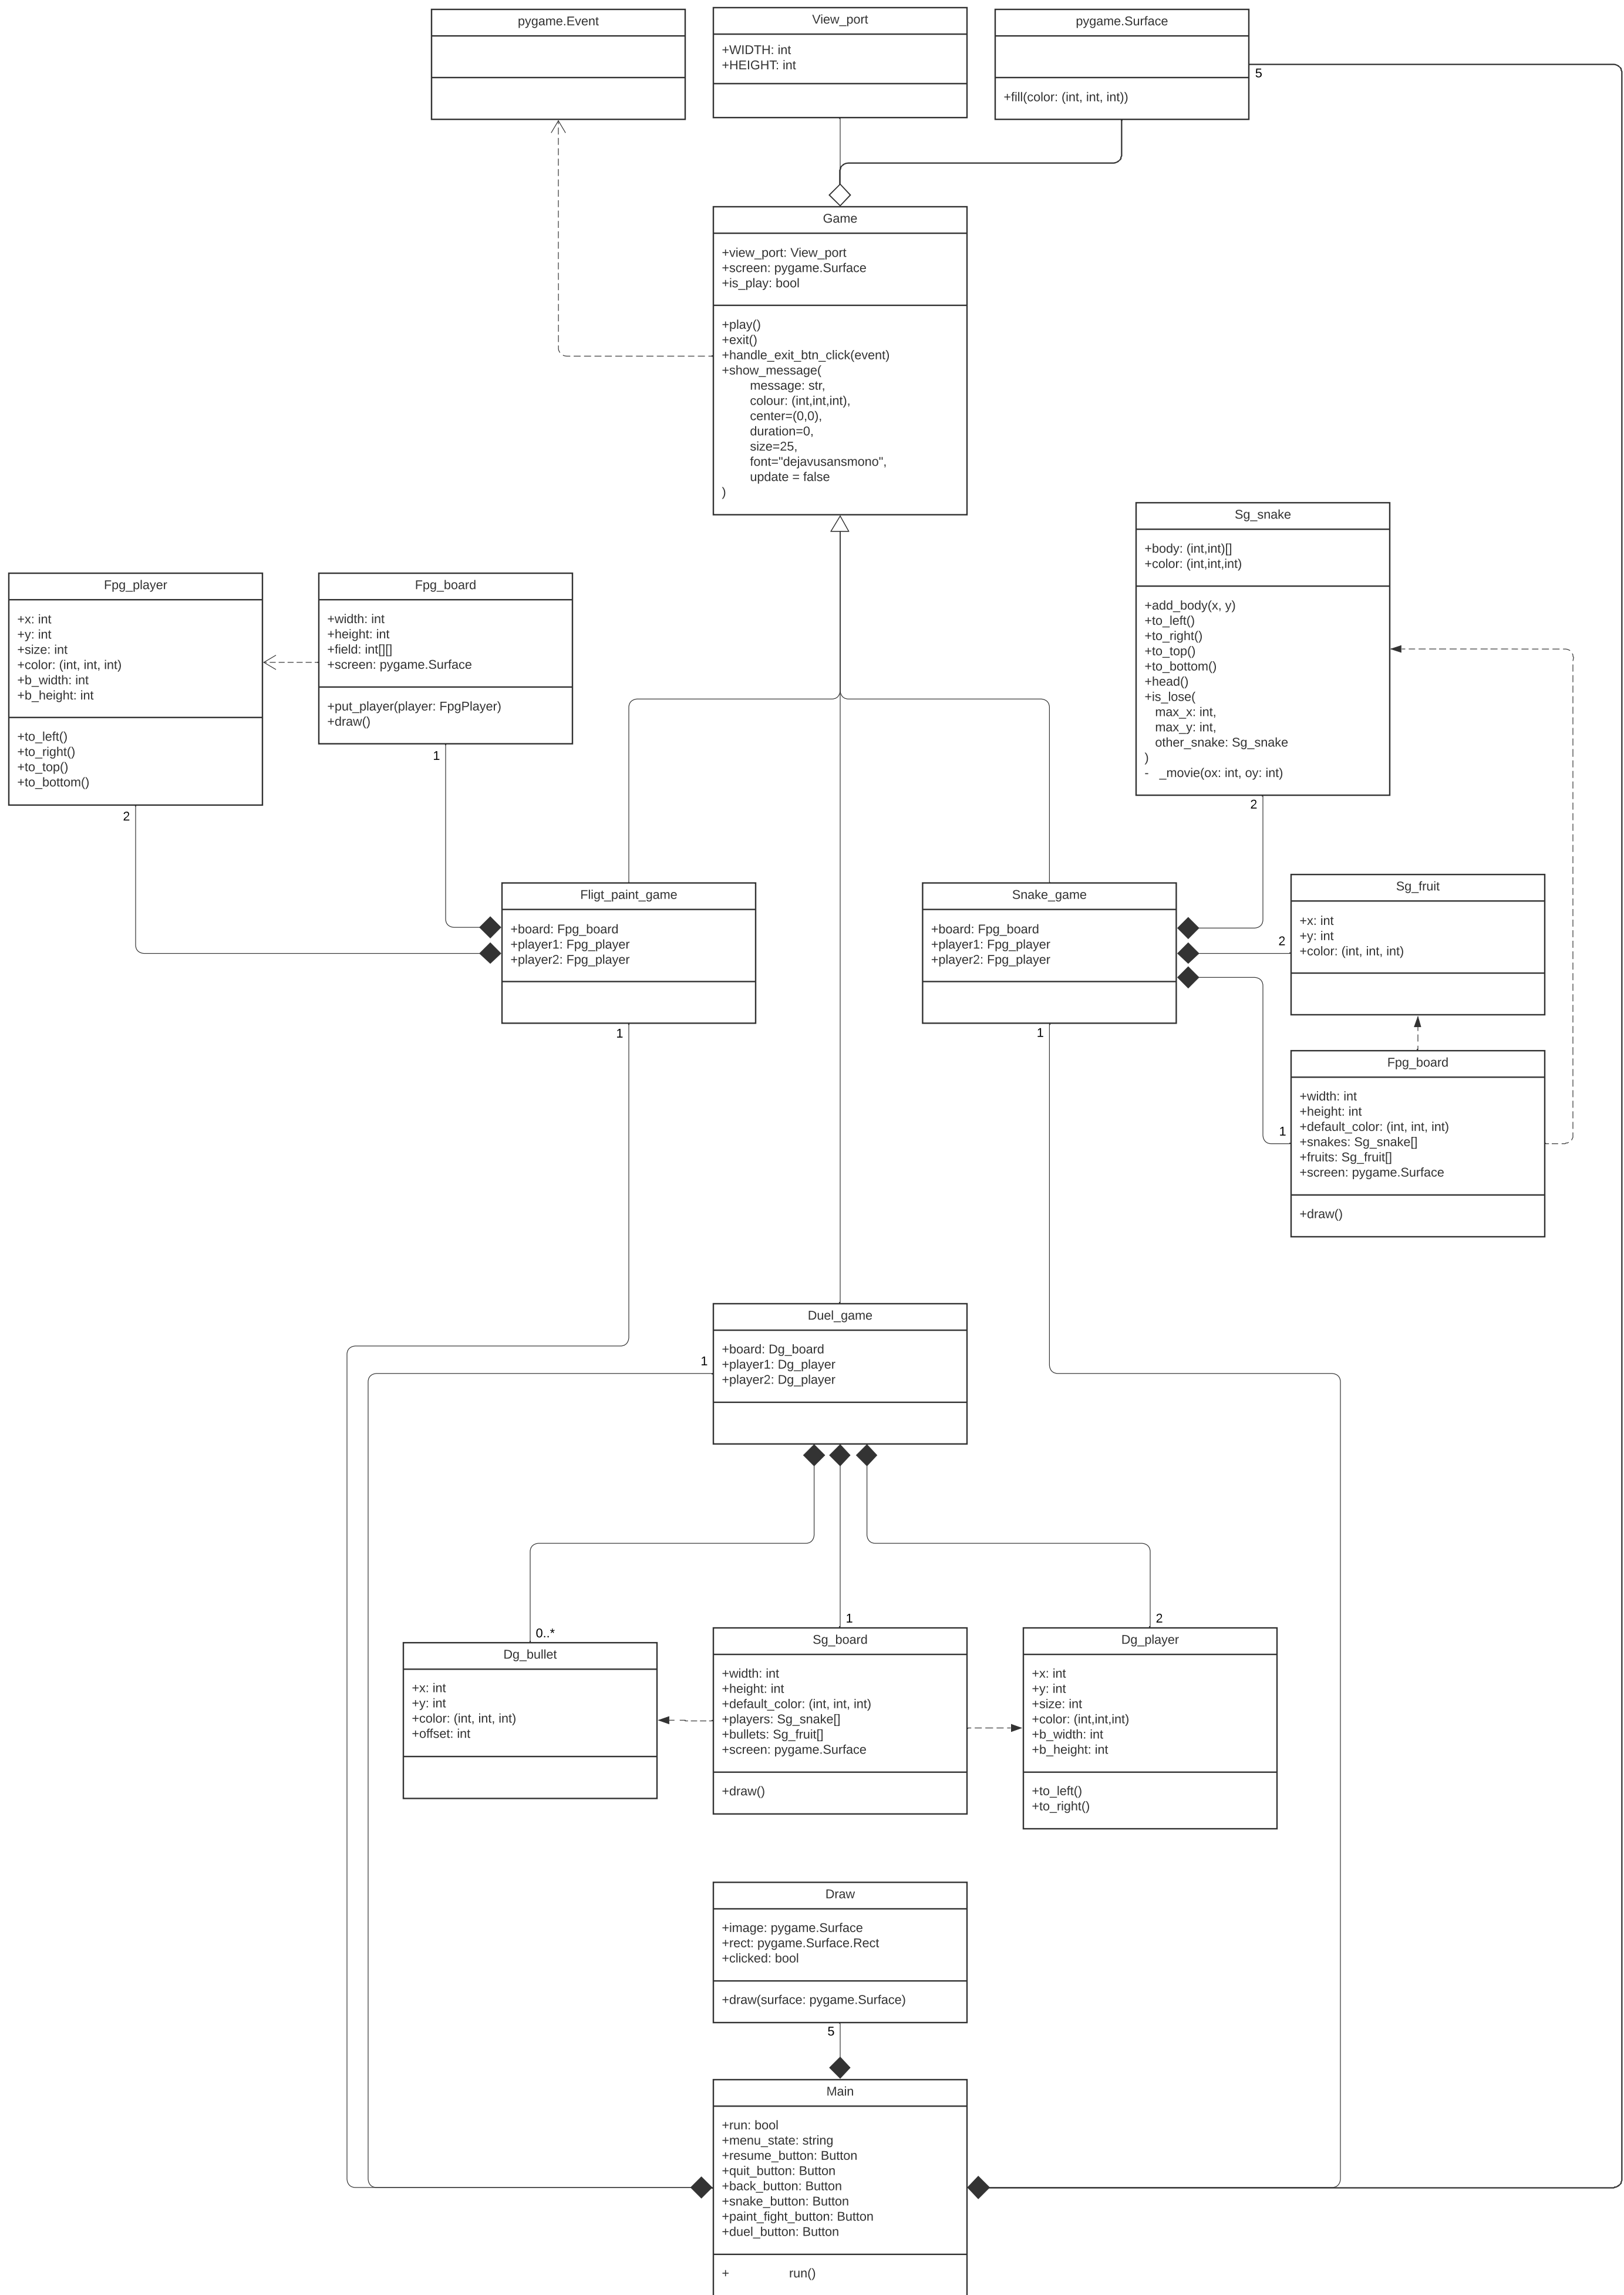 pygame.Event
View_port
+WIDTH: int
+HEIGHT: int
pygame.Surface
+fill(color: (int, int, int))
5
Game
+view_port: View_port
+screen: pygame.Surface
+is_play: bool
+play()
+exit()
+handle_exit_btn_click(event)
+show_message(
message: str,
colour: (int,int,int),
center=(0,0),
duration=0,
size=25,
font="dejavusansmono",
update = false
)
Fpg_player
+x: int
+y: int
+size: int
+color: (int, int, int)
+b_width: int
+b_height: int
+to_left()
+to_right()
+to_top()
+to_bottom()
2
Fpg_board
+width: int
+height: int
+field: int[][]
+screen: pygame.Surface
+put_player(player: FpgPlayer)
+draw()
1
Sg_snake
+body: (int,int)[]
+color: (int,int,int)
+add_body(x, y)
+to_left()
+to_right()
+to_top()
+to_bottom()
+head()
+is_lose(
max_x: int,
max_y: int,
other_snake: Sg_snake
)
- _movie(ox: int, oy: int)
2
Fligt_paint_game
+board: Fpg_board
+player1: Fpg_player
+player2: Fpg_player
1
Snake_game
+board: Fpg_board
+player1: Fpg_player
+player2: Fpg_player
1
2
Sg_fruit
+x: int
+y: int
+color: (int, int, int)
1
Fpg_board
+width: int
+height: int
+default_color: (int, int, int)
+snakes: Sg_snake[]
+fruits: Sg_fruit[]
+screen: pygame.Surface
+draw()
1
Duel_game
+board: Dg_board
+player1: Dg_player
+player2: Dg_player
0..*
Dg_bullet
+x: int
+y: int
+color: (int, int, int)
+offset: int
1
Sg_board
+width: int
+height: int
+default_color: (int, int, int)
+players: Sg_snake[]
+bullets: Sg_fruit[]
+screen: pygame.Surface
+draw()
2
Dg_player
+x: int
+y: int
+size: int
+color: (int,int,int)
+b_width: int
+b_height: int
+to_left()
+to_right()
Draw
+image: pygame.Surface
+rect: pygame.Surface.Rect
+clicked: bool
+draw(surface: pygame.Surface)
5
Main
+run: bool
+menu_state: string
+resume_button: Button
+quit_button: Button
+back_button: Button
+snake_button: Button
+paint_fight_button: Button
+duel_button: Button
+ run()